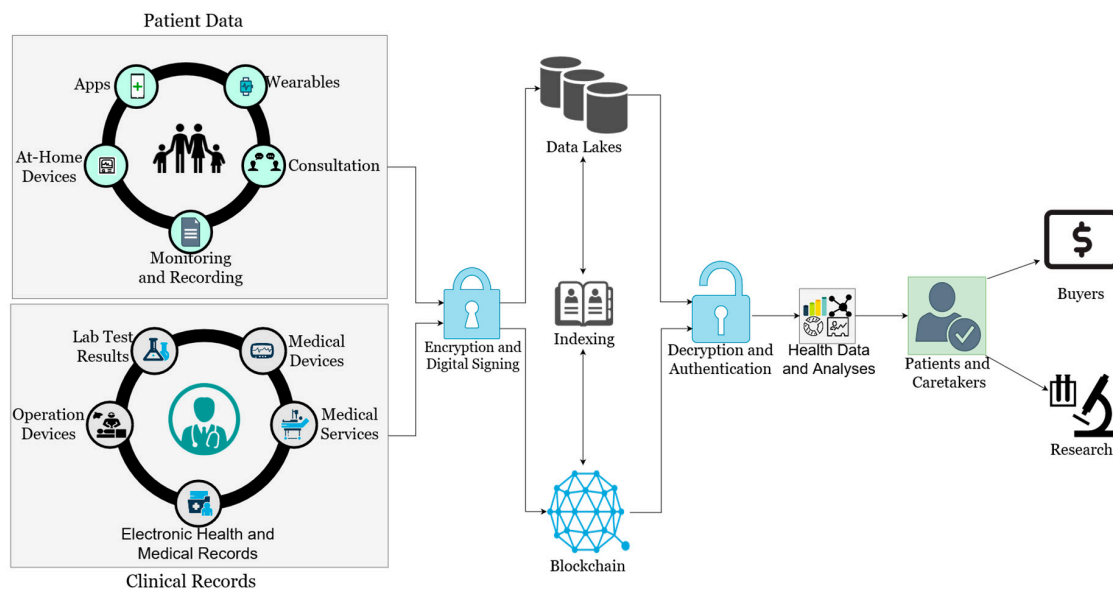 Patient Data
Apps
Wearables
At-Home
Devices
Consultation
Monitoring
and Recording
Lab Test
Results
Medical
Devices
Operation
Devices
Medical
Services
Electronic Health and
Medical Records
Clinical Records
Encryption and
Digital Signing
Data Lakes
Indexing
Blockchain
Decryption and
Authentication
Health Data
and Analyses
Patients and
Caretakers
$
Buyers
Research